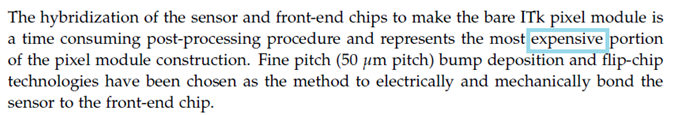 The hybridization of the sensor and front-end chips to make the bare ITk pixel module is
a time consuming post-processing procedure and represents the most expensive portion
of the pixel module construction. Fine pitch (50 μm pitch) bump deposition and flip-chip
technologies have been chosen as the method to electrically and mechanically bond the
sensor to the front-end chip.